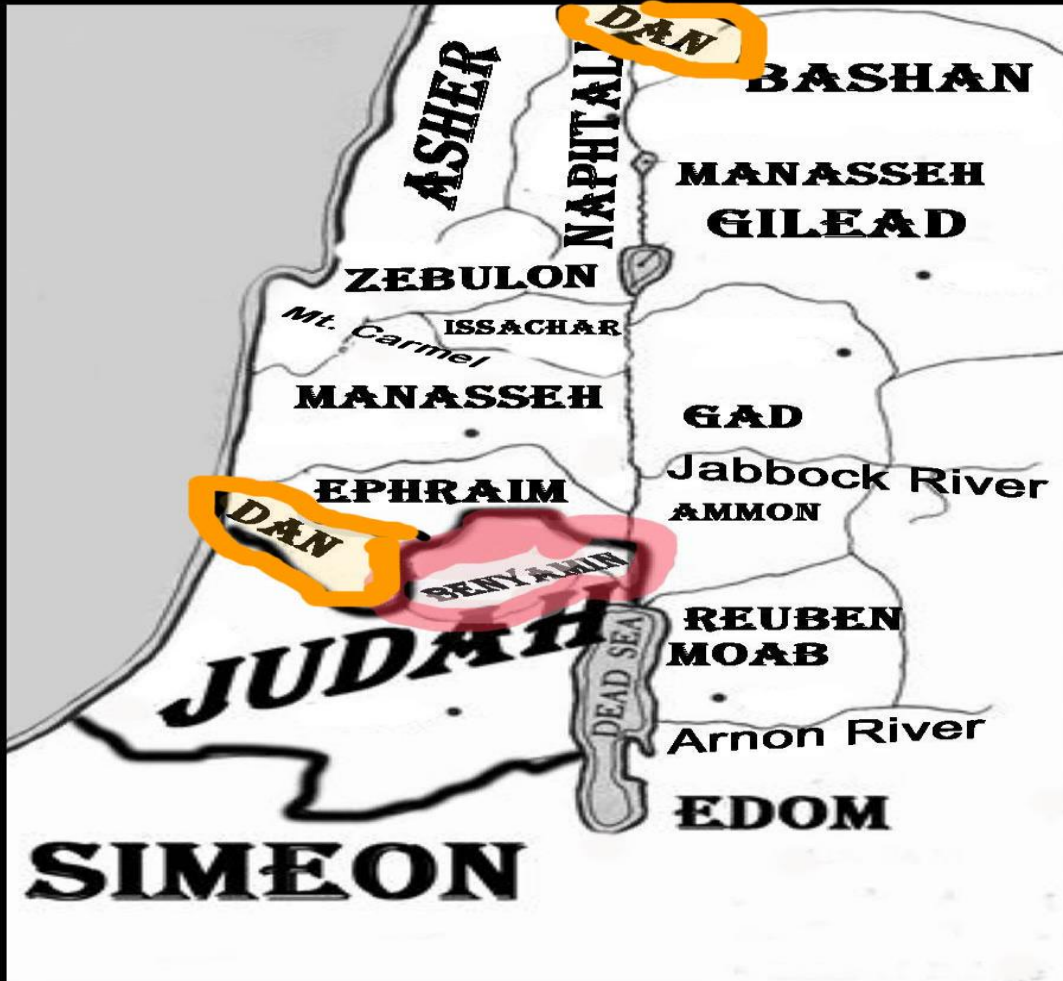 DAN
ASHER
NAPHTALI
BASHAN
MANASSEH
GILEAD
ZEBULON
Mt. Carmel
ISSACHAR
MANASSEH
GAD
Jabbock River
EPHRAIM
AMMON
DAN
BENYAMIN
JUDAH
DEAD SEA
REUBEN
MOAB
Arnon River
EDOM
SIMEON